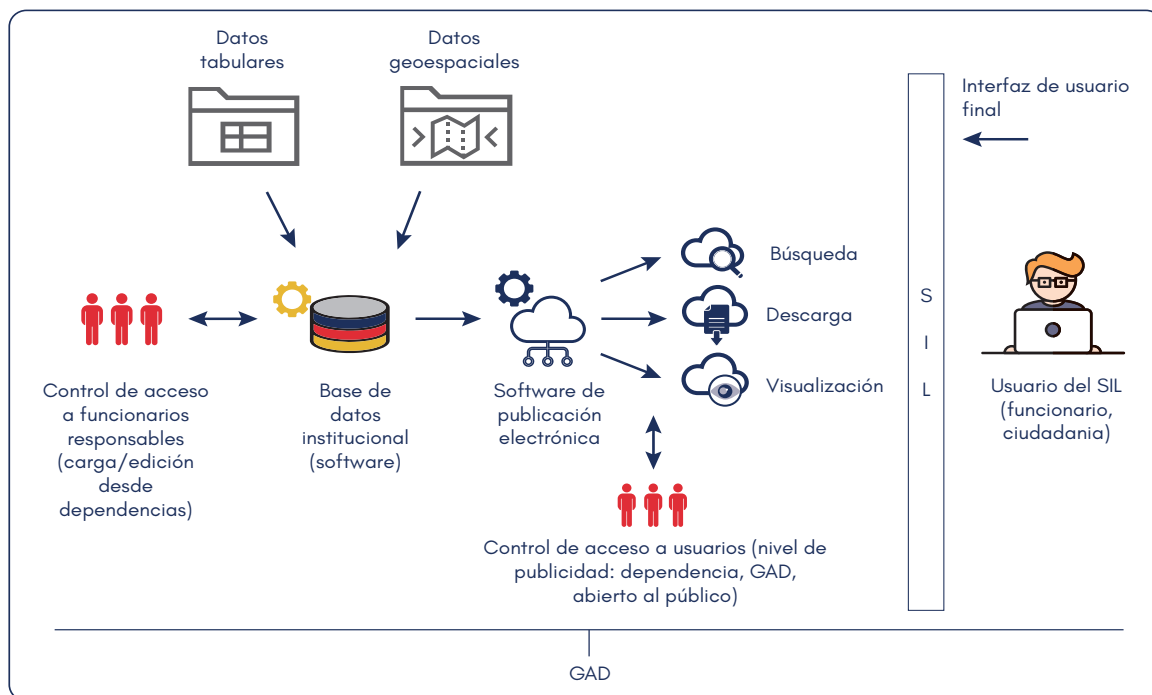 Datos
tabulares
Datos
geoespaciales
Interfaz de usuario
final
Búsqueda
Descarga
Visualización
S
I
L
Control de acceso
a funcionarios
responsables
(carga/edición
desde
dependencias)
Base de
datos
institucional
(software)
Software de
publicación
electrónica
Usuario del SIL
(funcionario,
ciudadania)
Control de acceso a usuarios (nivel de
publicidad: dependencia, GAD,
abierto al público)
GAD